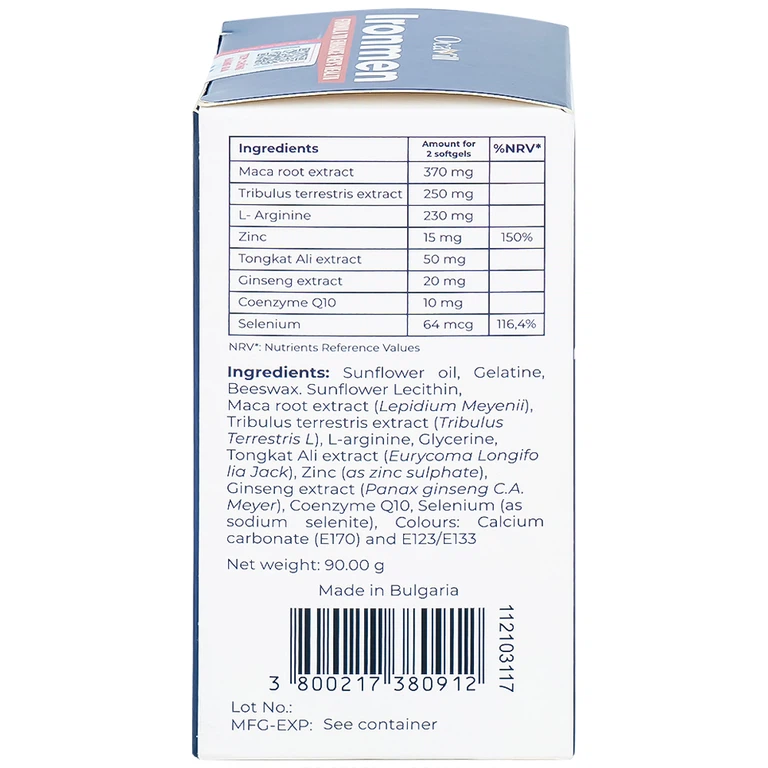 Ironmen
Ingredients Amount for 2 softgels %NRV*
Maca root extract 370 mg
Tribulus terrestris extract 250 mg
L- Arginine 230 mg
Zinc 15 mg 150%
Tongkat Ali extract 50 mg
Ginseng extract 20 mg
Coenzyme Q10 10 mg
Selenium 64 mcg 116,4%
NRV*: Nutrients Reference Values
Ingredients: Sunflower oil, Gelatine,
Beeswax. Sunflower Lecithin,
Maca root extract (Lepidium Meyenii),
Tribulus terrestris extract (Tribulus
Terrestris L), L-arginine, Glycerine,
Tongkat Ali extract (Eurycoma Longifo
lia Jack), Zinc (as zinc sulphate),
Ginseng extract (Panax ginseng C.A.
Meyer), Coenzyme Q10, Selenium (as
sodium selenite), Colours: Calcium
carbonate (E170) and E123/E133
Net weight: 90.00 g
Made in Bulgaria
112103117
3 800217 380912
Lot No.:
MFG-EXP: See container